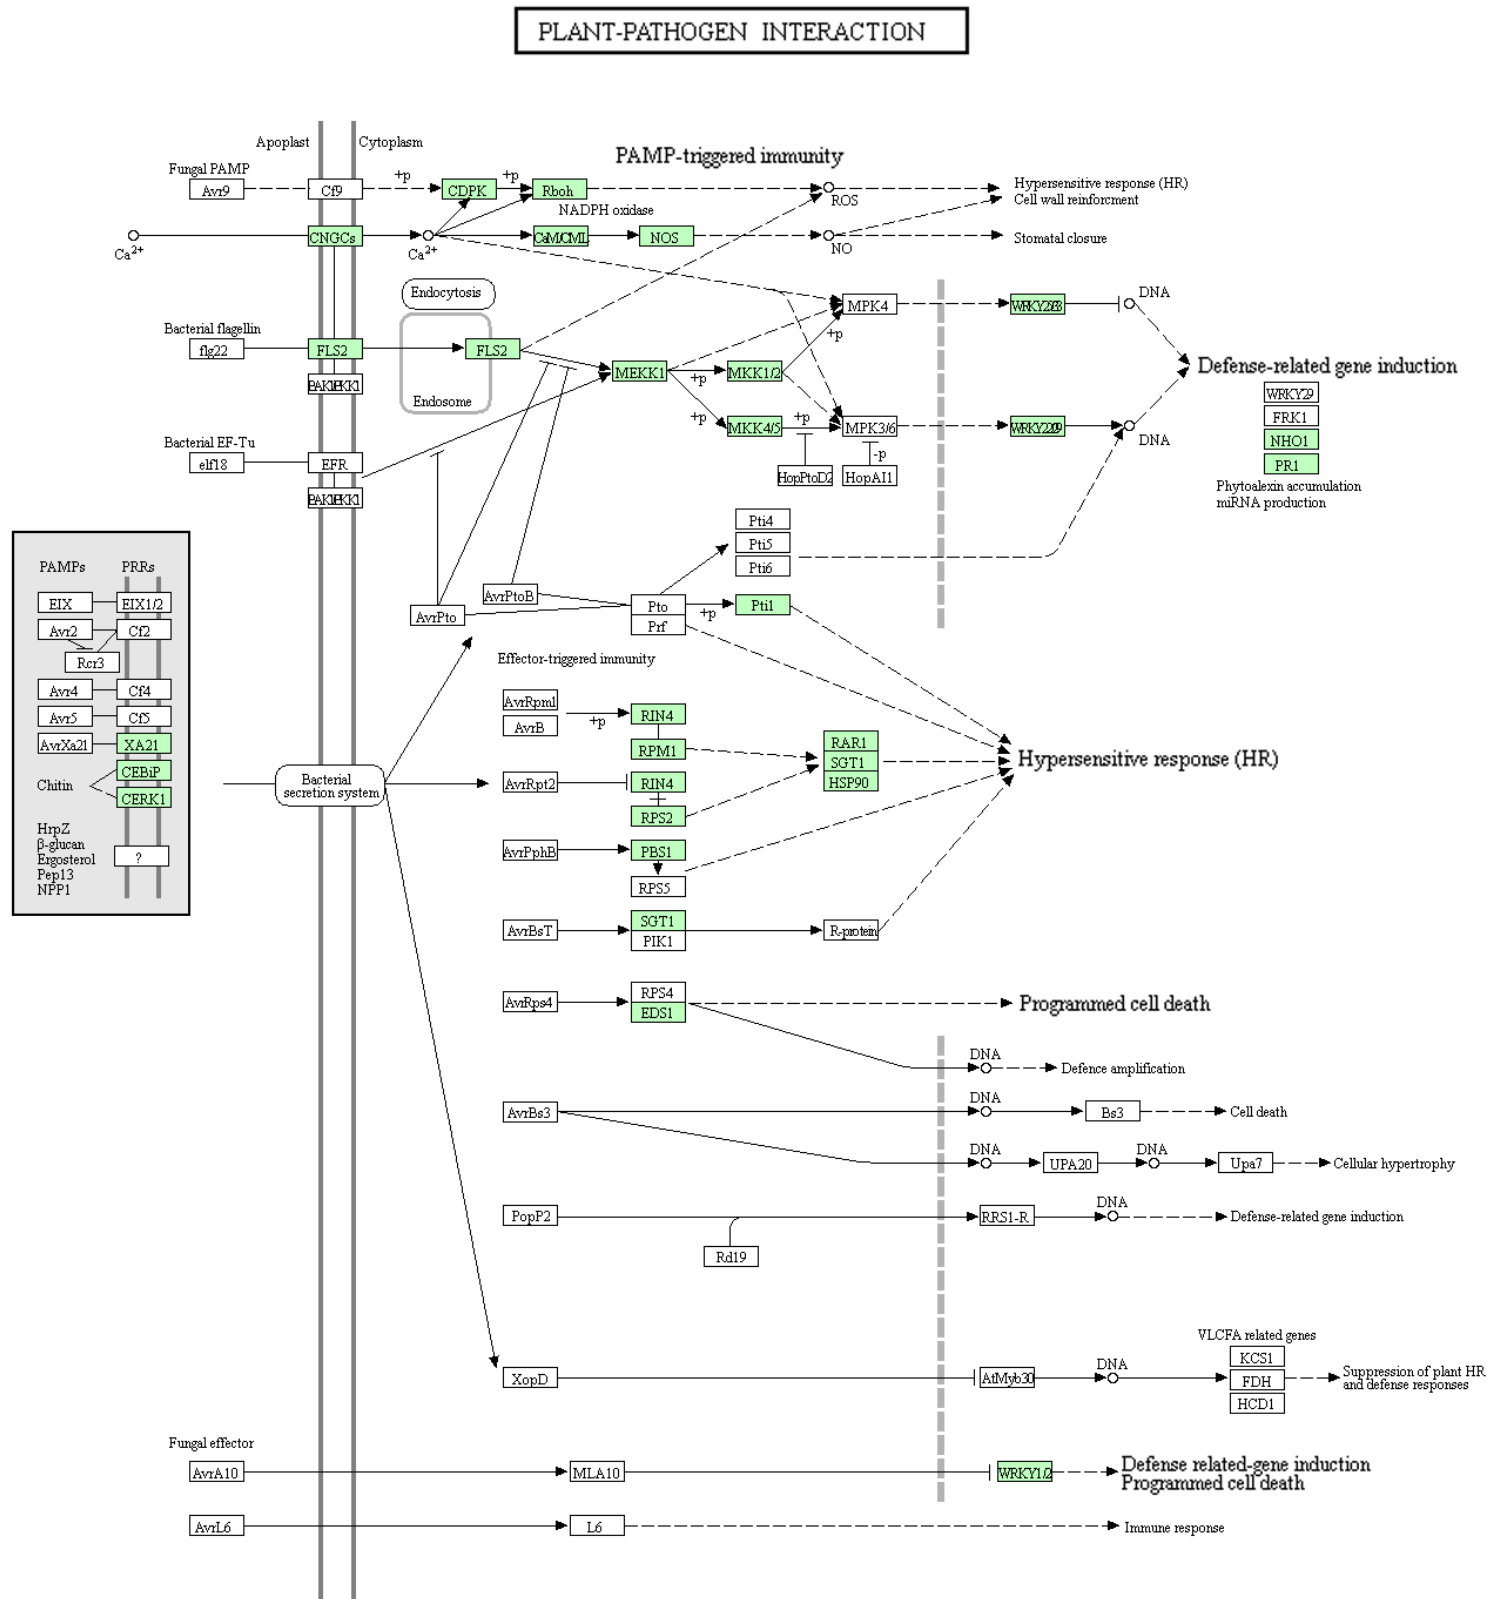 PLANT-PATHOGEN INTERACTION
Apoplast
Cytoplasm
PAMP-triggered immunity
Fungal PAMP
Avr9
Cf9
+p
CDPK
+p
Rboh
ROS
Hypersensitive response (HR)
Cell wall reinforcment
NADPH oxidase
Ca2+
CNGCs
Ca2+
CaM/CML
NOS
NO
Stomatal closure
Endocytosis
MPK4
DNA
Bacterial flagellin
flg22
FLS2
FLS2
+p
MEKK1
+p
MKK1/2
Defense-related gene induction
WRKY29
FRK1
NHO1
PR1
Phytoalexin accumulation
miRNA production
Endosome
+p
MKK4/5
+p
MPK3/6
DNA
Bacterial EF-Tu
elf18
EFR
HopPtoD2
-p
HopAI1
Pti4
Pti5
Pti6
AvrPto
AvrPtoB
Pto
Prf
+p
Pti1
PAMPs
PRRs
EIX
EIX1/2
Avr2
Cf2
Rcr3
Avr4
Cf4
Avr5
Cf5
AvrXa21
XA21
Chitin
CEBiP
CERK1
HrpZ
β-glucan
Ergosterol
Pep13
NPP1
?
Effector-triggered immunity
AvrRpm1
AvrB
+p
RIN4
RPM1
RAR1
SGT1
HSP90
Hypersensitive response (HR)
Bacterial
secretion system
AvrRpt2
RIN4
RPS2
AvrPphB
PBS1
RPS5
AvrBsT
SGT1
PIK1
R-protein
AvrRps4
RPS4
EDS1
Programmed cell death
DNA
Defence amplification
AvrBs3
DNA
Bs3
Cell death
DNA
UPA20
DNA
Upa7
Cellular hypertrophy
PopP2
Rd19
RRS1-R
DNA
Defense-related gene induction
VLCFA related genes
XopD
AtMyb30
DNA
KCS1
FDH
HCD1
Suppression of plant HR
and defense responses
Fungal effector
AvrA10
MLA10
WRKY1/2
Defense related-gene induction
Programmed cell death
AvrL6
L6
Immune response